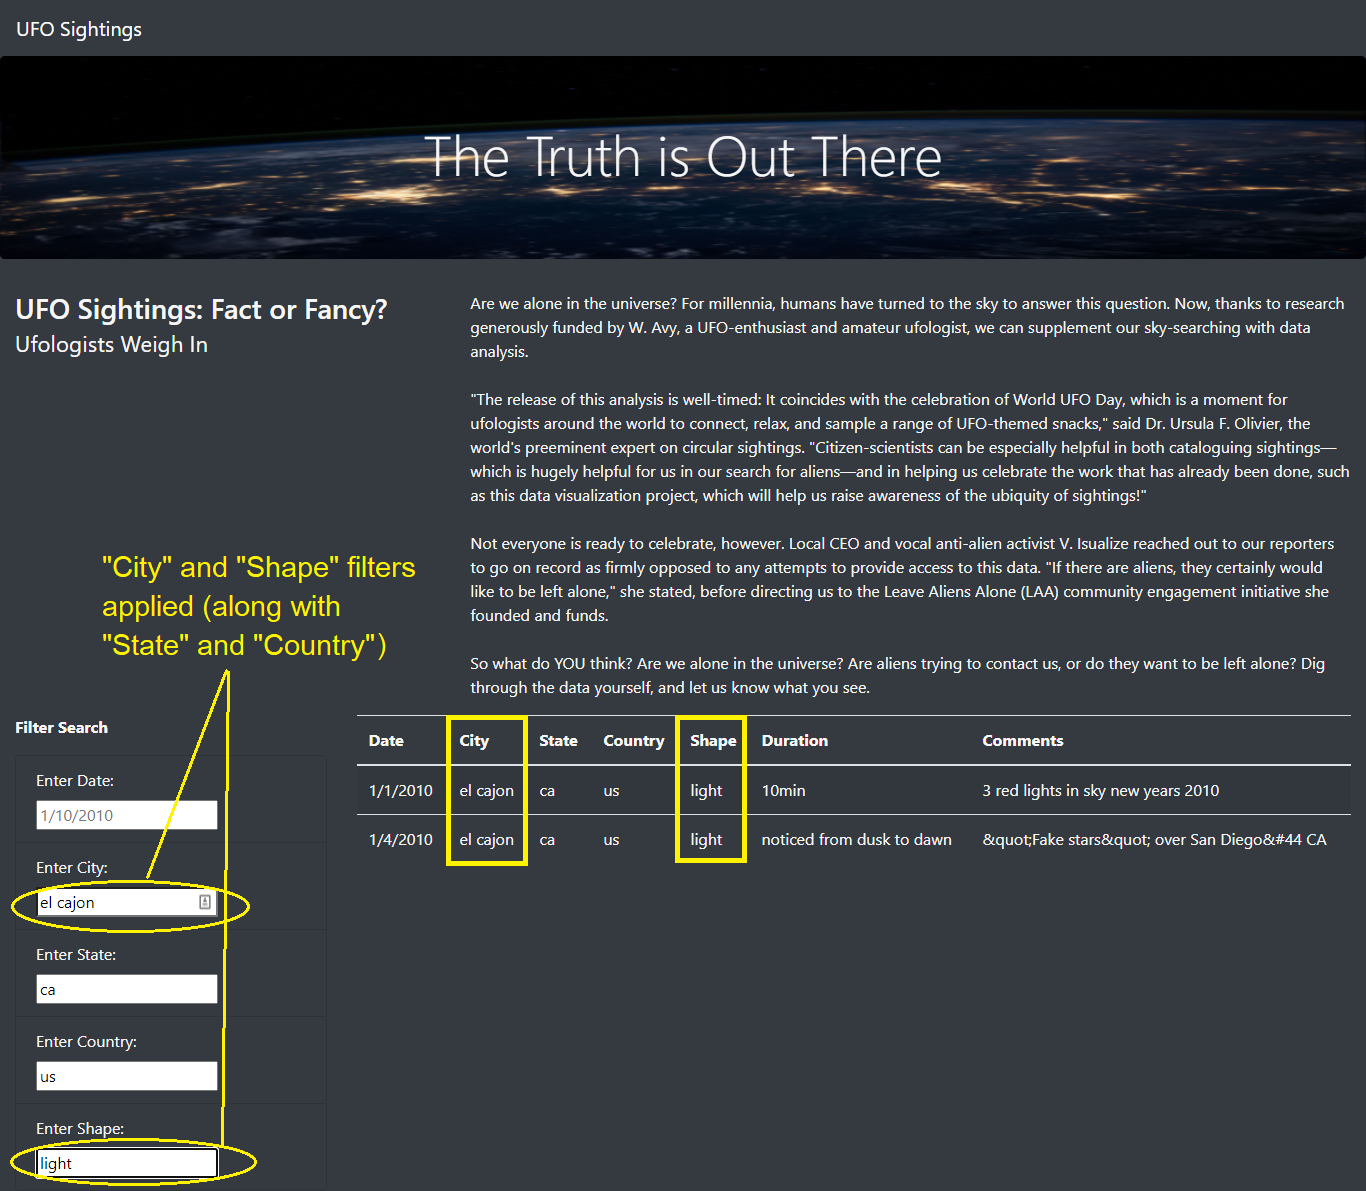 UFO Sightings
The Truth is Out There
UFO Sightings: Fact or Fancy?
Ufologists Weigh In
Are we alone in the universe? For millennia, humans have turned to the sky to answer this question. Now, thanks to research
generously funded by W. Avy, a UFO-enthusiast and amateur ufologist, we can supplement our sky-searching with data
analysis.
"The release of this analysis is well-timed: It coincides with the celebration of World UFO Day, which is a moment for
ufologists around the world to connect, relax, and sample a range of UFO-themed snacks," said Dr. Ursula F. Olivier, the
world's preeminent expert on circular sightings. "Citizen-scientists can be especially helpful in both cataloguing sightings—
which is hugely helpful for us in our search for aliens—and in helping us celebrate the work that has already been done, such
as this data visualization project, which will help us raise awareness of the ubiquity of sightings!"
Not everyone is ready to celebrate, however. Local CEO and vocal anti-alien activist V. Isualize reached out to our reporters
to go on record as firmly opposed to any attempts to provide access to this data. "If there are aliens, they certainly would
like to be left alone," she stated, before directing us to the Leave Aliens Alone (LAA) community engagement initiative she
founded and funds.
So what do YOU think? Are we alone in the universe? Are aliens trying to contact us, or do they want to be left alone? Dig
through the data yourself, and let us know what you see.
"City" and "Shape" filters
applied (along with
"State" and "Country")
Filter Search
Enter Date:
1/10/2010
Enter City:
el cajon
Enter State:
ca
Enter Country:
us
Enter Shape:
light
Date City State Country Shape Duration Comments
1/1/2010 el cajon ca us light 10min 3 red lights in sky new years 2010
1/4/2010 el cajon ca us light noticed from dusk to dawn &quot;Fake stars&quot; over San Diego&#44 CA